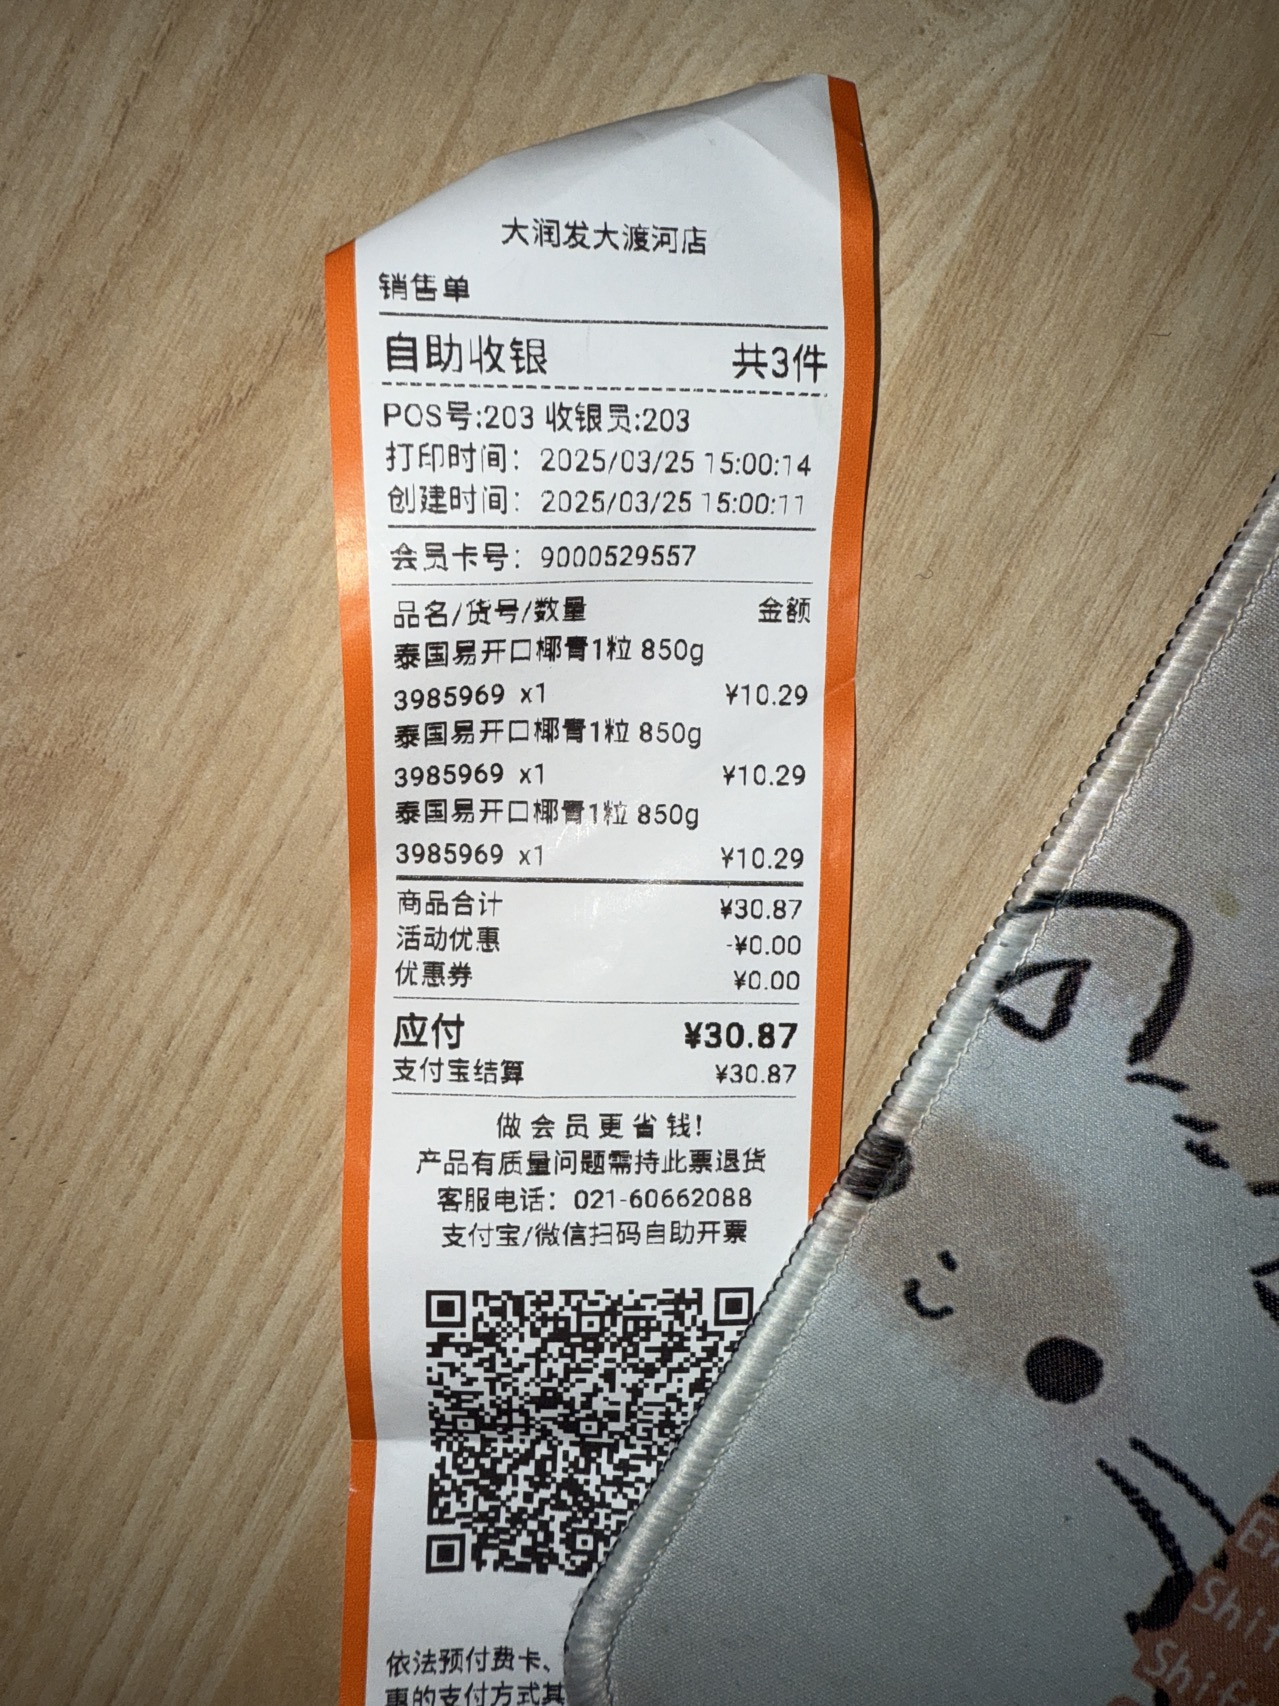 大润发大渡河店
销售单
自助收银 共3件
POS号:203 收银员:203
打印时间：2025/03/25 15:00:14
创建时间：2025/03/25 15:00:11
会员卡号：9000529557
品名/货号/数量 金额
泰国易开口椰青1粒 850g
3985969 x1 ¥10.29
泰国易开口椰青1粒 850g
3985969 x1 ¥10.29
泰国易开口椰青1粒 850g
3985969 x1 ¥10.29
商品合计 ¥30.87
活动优惠 -¥0.00
优惠券 ¥0.00
应付 ¥30.87
支付宝结算 ¥30.87
做会员更省钱!
产品有质量问题需持此票退货
客服电话：021-60662088
支付宝/微信扫码自助开票
依法预付费卡、
惠的支付方式其
Shif